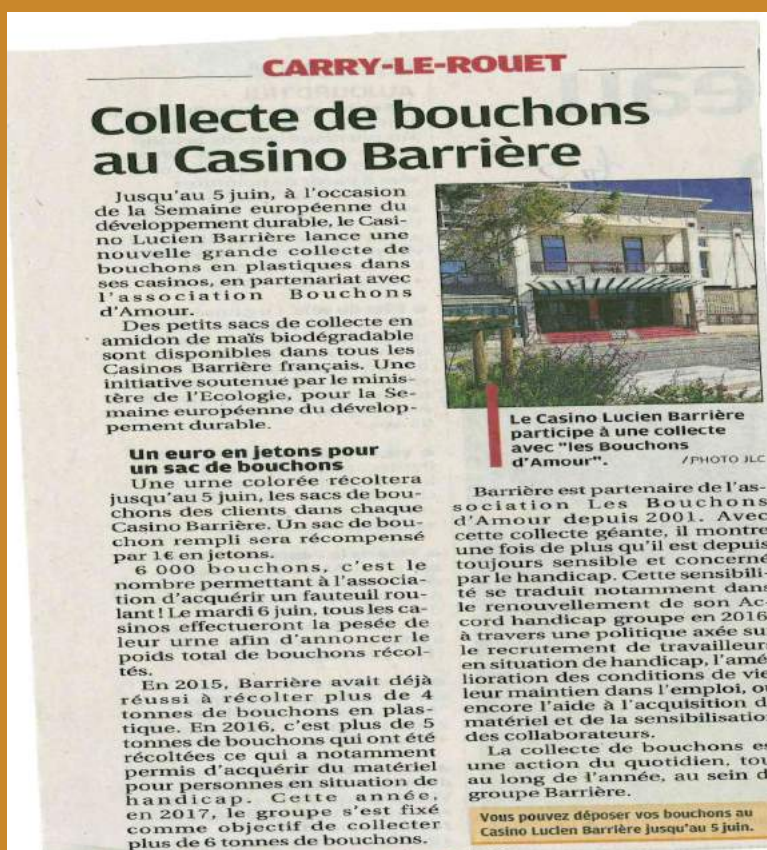 CARRY-LE-ROUET
Collecte de bouchons
au Casino Barrière
Jusqu'au 5 juin, à l'occasion
de la Semaine européenne du
développement durable, le Casi-
no Lucien Barrière lance une
nouvelle grande collecte de
bouchons en plastiques dans
ses casinos, en partenariat avec
l'association Bouchons
d'Amour.
Des petits sacs de collecte en
amidon de maïs biodégradable
sont disponibles dans tous les
Casinos Barrière français. Une
initiative soutenue par le minis-
tère de l'Ecologie, pour la Se-
maine européenne du dévelop-
pement durable.
Un euro en jetons pour
un sac de bouchons
Une urne colorée récoltera
jusqu'au 5 juin, les sacs de bou-
chons des clients dans chaque
Casino Barrière. Un sac de bou-
chon rempli sera récompensé
par 1€ en jetons.
6 000 bouchons, c'est le
nombre permettant à l'associa-
tion d'acquérir un fauteuil rou-
lant ! Le mardi 6 juin, tous les ca-
sinos effectueront la pesée de
leur urne afin d'annoncer le
poids total de bouchons récol-
tés.
En 2015, Barrière avait déjà
réussi à récolter plus de 4
tonnes de bouchons en plas-
tique. En 2016, c'est plus de 5
tonnes de bouchons qui ont été
récoltées ce qui a notamment
permis d'acquérir du matériel
pour personnes en situation de
handicap. Cette année,
en 2017, le groupe s'est fixé
comme objectif de collecter
plus de 6 tonnes de bouchons.
Le Casino Lucien Barrière
participe à une collecte
avec "les Bouchons
d'Amour". /PHOTO JLC
Barrière est partenaire de l'as-
sociation Les Bouchons
d'Amour depuis 2001. Avec
cette collecte géante, il montre
une fois de plus qu'il est depuis
toujours sensible et concerné
par le handicap. Cette sensibili-
té se traduit notamment dans
le renouvellement de son Ac-
cord handicap groupe en 2016
à travers une politique axée su
le recrutement de travailleur
en situation de handicap, l'amé
lioration des conditions de vie
leur maintien dans l'emploi, o
encore l'aide à l'acquisition d
matériel et de la sensibilisatio
des collaborateurs.
La collecte de bouchons es
une action du quotidien, tou
au long de l'année, au sein d
groupe Barrière.
Vous pouvez déposer vos bouchons au
Casino Lucien Barrière jusqu'au 5 juin.